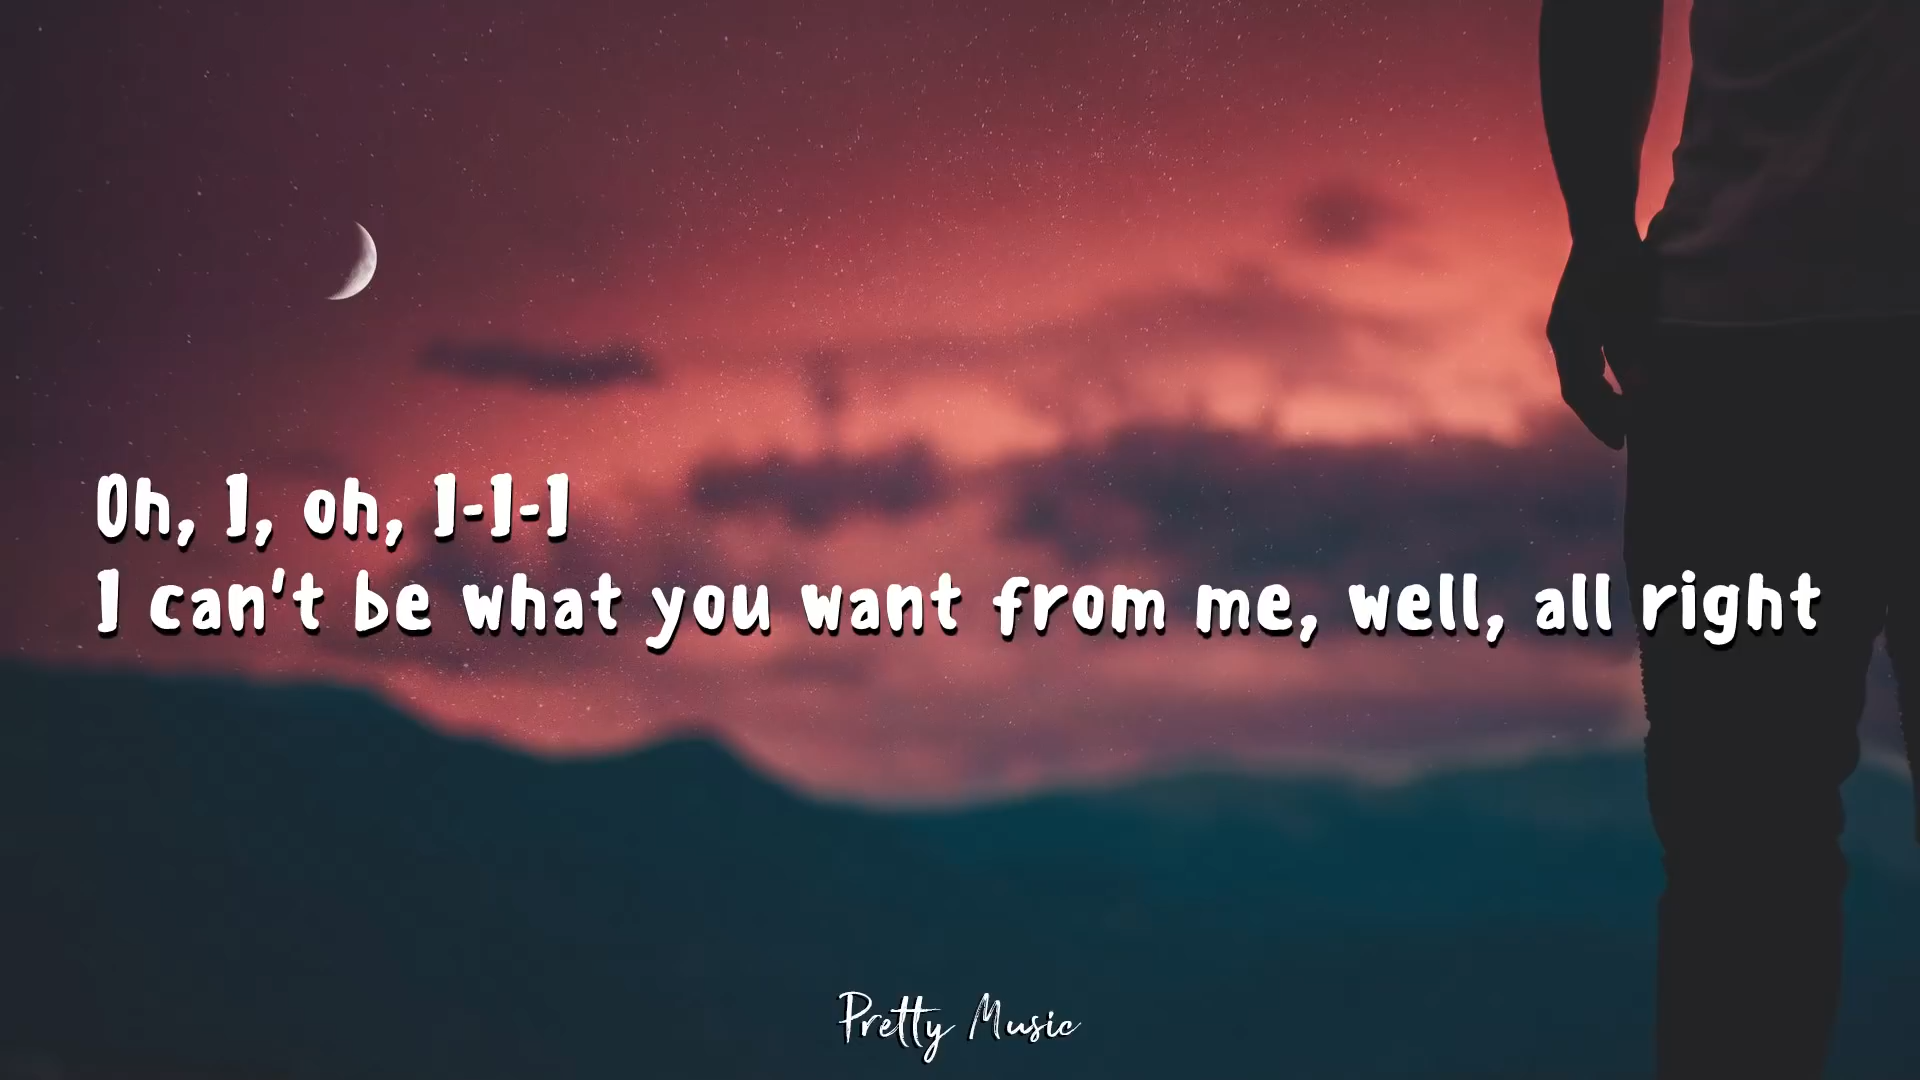 Oh, I, oh, I-I-I
I can't be what you want from me, well, all right
Pretty Music